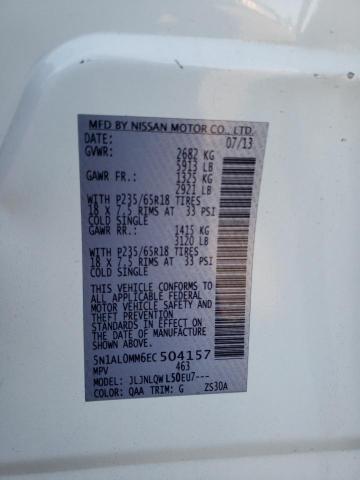 MFD BY NISSAN MOTOR CO., LTD.
DATE: 07/13
GVWR: 2682 KG
5913 LB
GAWR FR.: 1325 KG
2921 LB
WITH P235/65R18 TIRES
18 X 7.5 RIMS AT 33 PSI
COLD SINGLE
GAWR RR.: 1415 KG
3120 LB
WITH P235/65R18 TIRES
18 X 7.5 RIMS AT 33 PSI
COLD SINGLE
THIS VEHICLE CONFORMS TO
ALL APPLICABLE FEDERAL
MOTOR VEHICLE SAFETY AND
THEFT STANDARDS IN EFFECT
ON THE DATE OF MANUFACTURE
SHOWN ABOVE.
5N1AL0MM6EC504157
MPV 463
MODEL: JLJNLQWL50EU7---
COLOR: QAA TRIM: G ZS30A